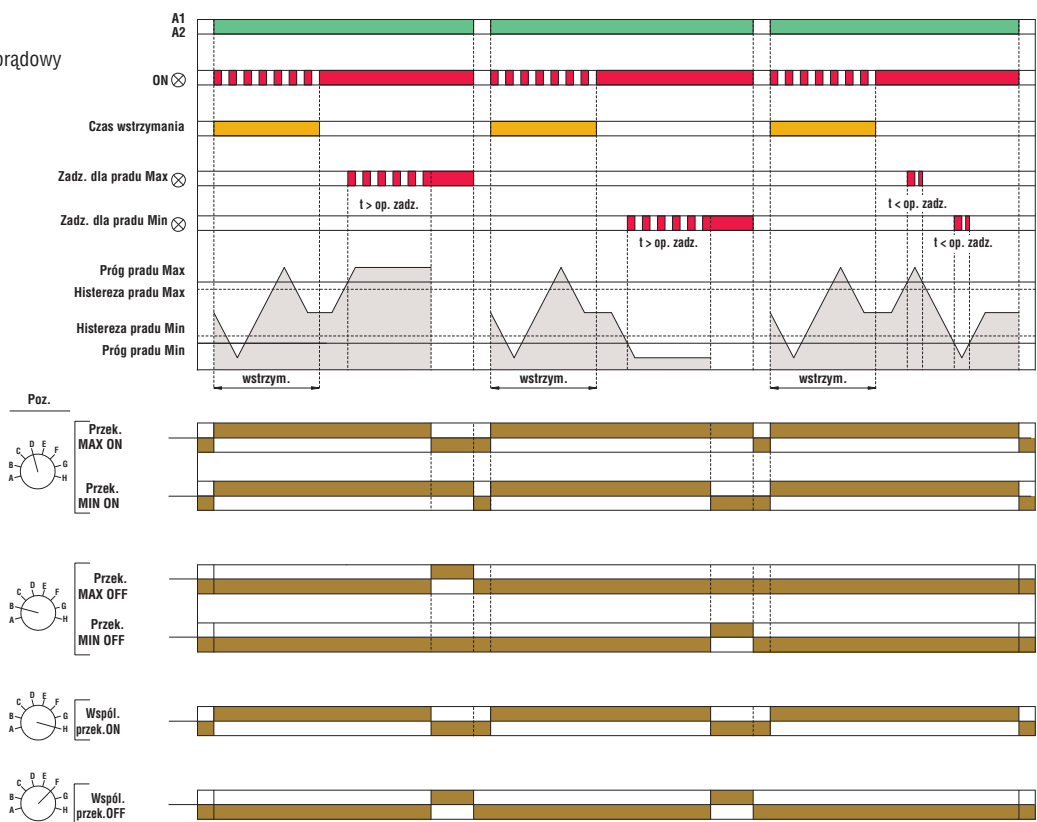 A1
A2
prądowy
ON
Czas wstrzymania
Zadz. dla pradu Max
t > op. zadz.
t < op. zadz.
Zadz. dla pradu Min
t > op. zadz.
t < op. zadz.
Próg pradu Max
Histereza pradu Max
Histereza pradu Min
Próg pradu Min
wstrzym. wstrzym. wstrzym.
Poz.
A B C D E F G H
Przek.
MAX ON
Przek.
MIN ON
A B C D E F G H
Przek.
MAX OFF
Przek.
MIN OFF
A B C D E F G H
Wspól.
przek.ON
A B C D E F G H
Wspól.
przek.OFF